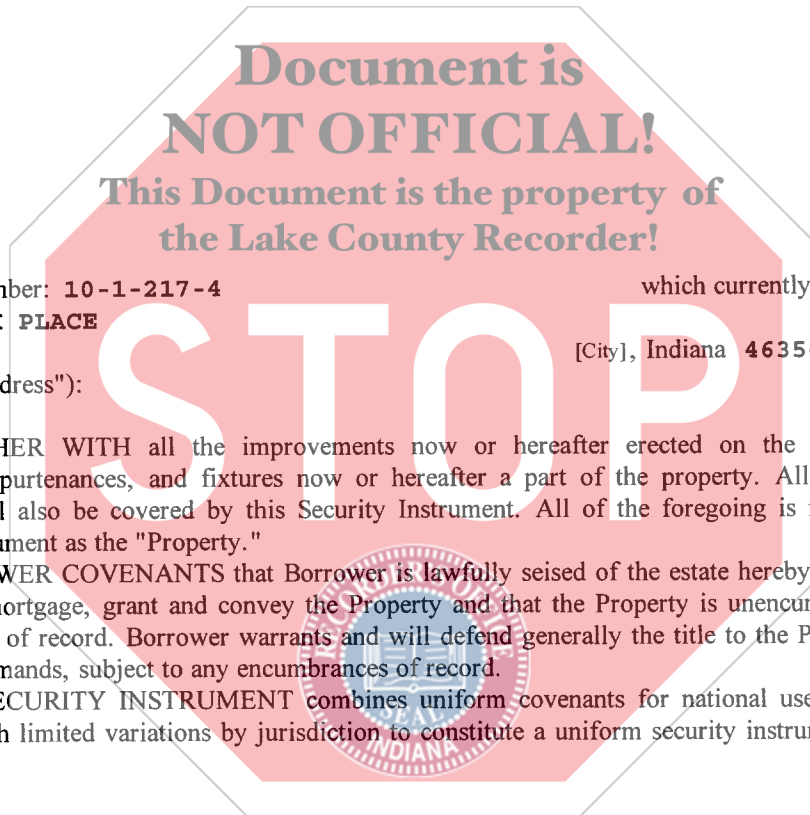 Document is
NOT OFFICIAL!
This Document is the property of
the Lake County Recorder!
nber: 10-1-217-4 which currently
PLACE
[City], Indiana 4635
dress"):
STOP
HER WITH all the improvements now or hereafter erected on the
purtenances, and fixtures now or hereafter a part of the property. All
l also be covered by this Security Instrument. All of the foregoing is
ument as the "Property."
WER COVENANTS that Borrower is lawfully seised of the estate hereby
ortgage, grant and convey the Property and that the Property is unencu
of record. Borrower warrants and will defend generally the title to the P
mands, subject to any encumbrances of record.
ECURITY INSTRUMENT combines uniform covenants for national use
h limited variations by jurisdiction to constitute a uniform security instru
RECORDER'S OFFICE
SEAL
INDIANA